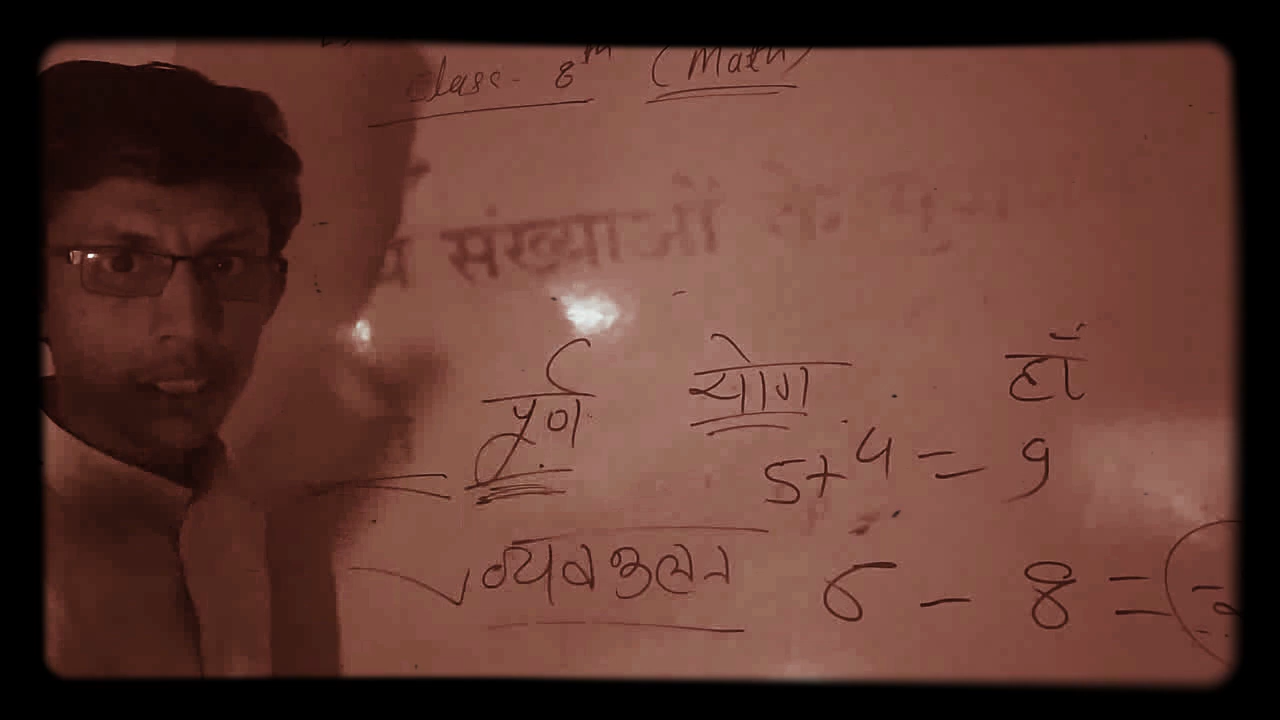 Class- 8th (Math)
संख्याओं के
पूर्ण योग हाँ
5+4=9
व्यवकलन 6-8=